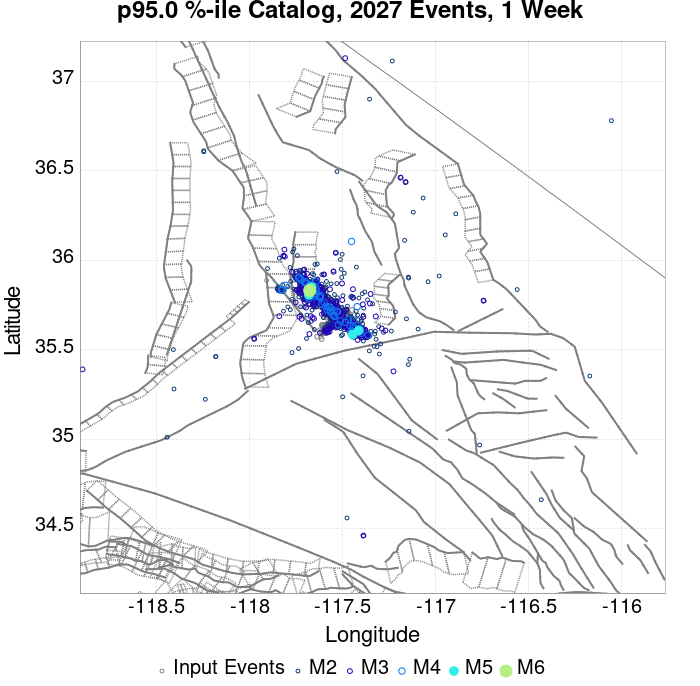 p95.0 %-ile Catalog, 2027 Events, 1 Week
37
36.5
36
35.5
35
34.5
Latitude
-118.5 -118 -117.5 -117 -116.5 -116
Longitude
Input Events M2 M3 M4 M5 M6